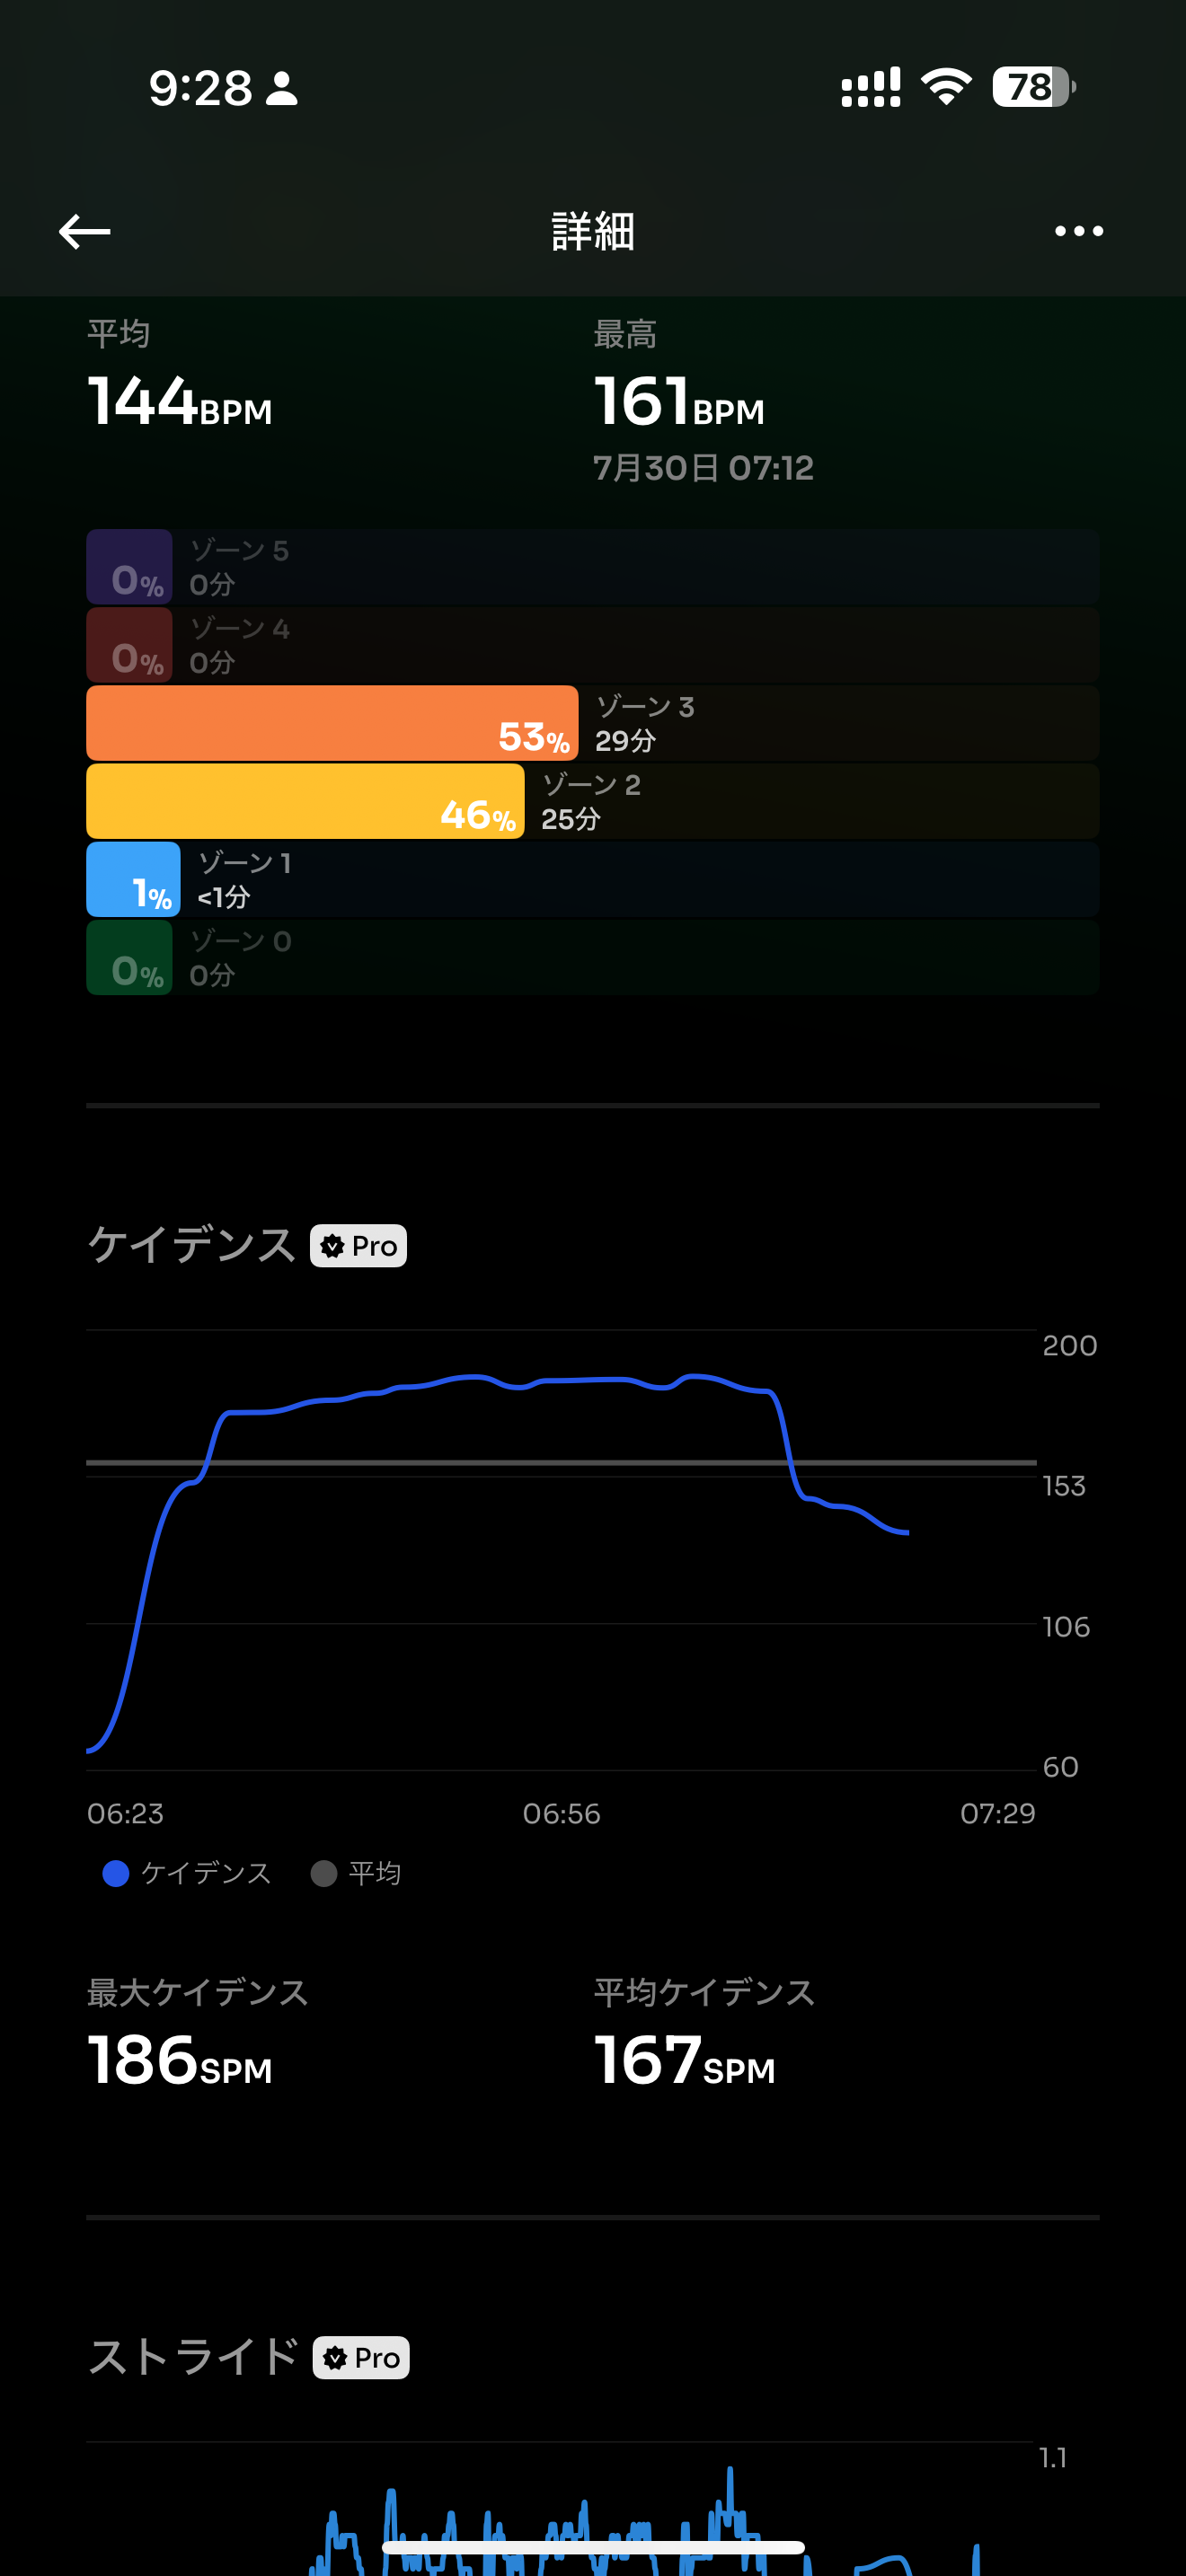 9:28
78
詳細
平均
最高
144BPM
161BPM
7月30日 07:12
0%
ゾーン 5
0分
0%
ゾーン 4
0分
53%
ゾーン 3
29分
46%
ゾーン 2
25分
1%
ゾーン 1
<1分
0%
ゾーン 0
0分
ケイデンス Pro
200
153
106
60
06:23
06:56
07:29
ケイデンス
平均
最大ケイデンス
平均ケイデンス
186SPM
167SPM
ストライド Pro
1.1